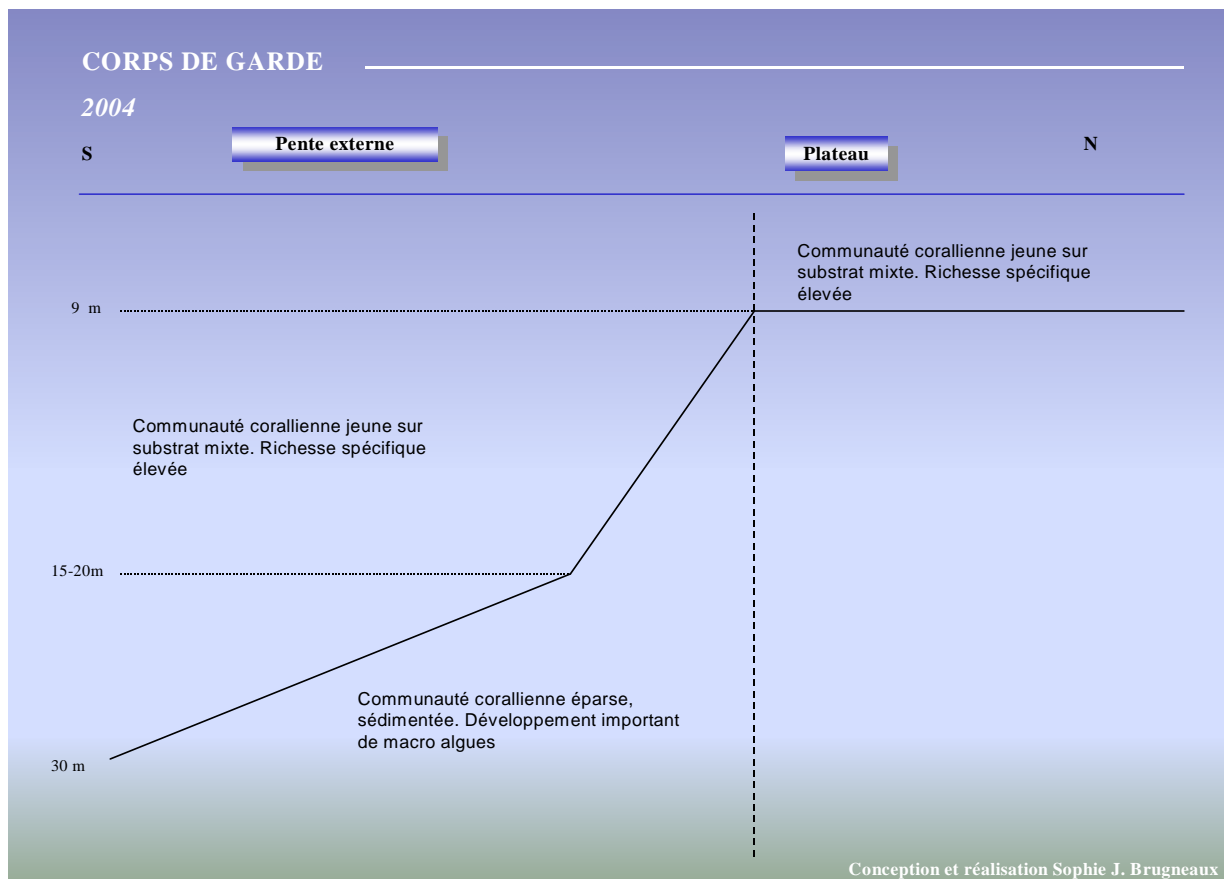 CORPS DE GARDE
2004
S
Pente externe
Plateau
N
Communauté corallienne jeune sur
substrat mixte. Richesse spécifique
élevée
9 m
Communauté corallienne jeune sur
substrat mixte. Richesse spécifique
élevée
15-20m
Communauté corallienne éparse,
sédimentée. Développement important
de macro algues
30 m
Conception et réalisation Sophie J. Brugneaux